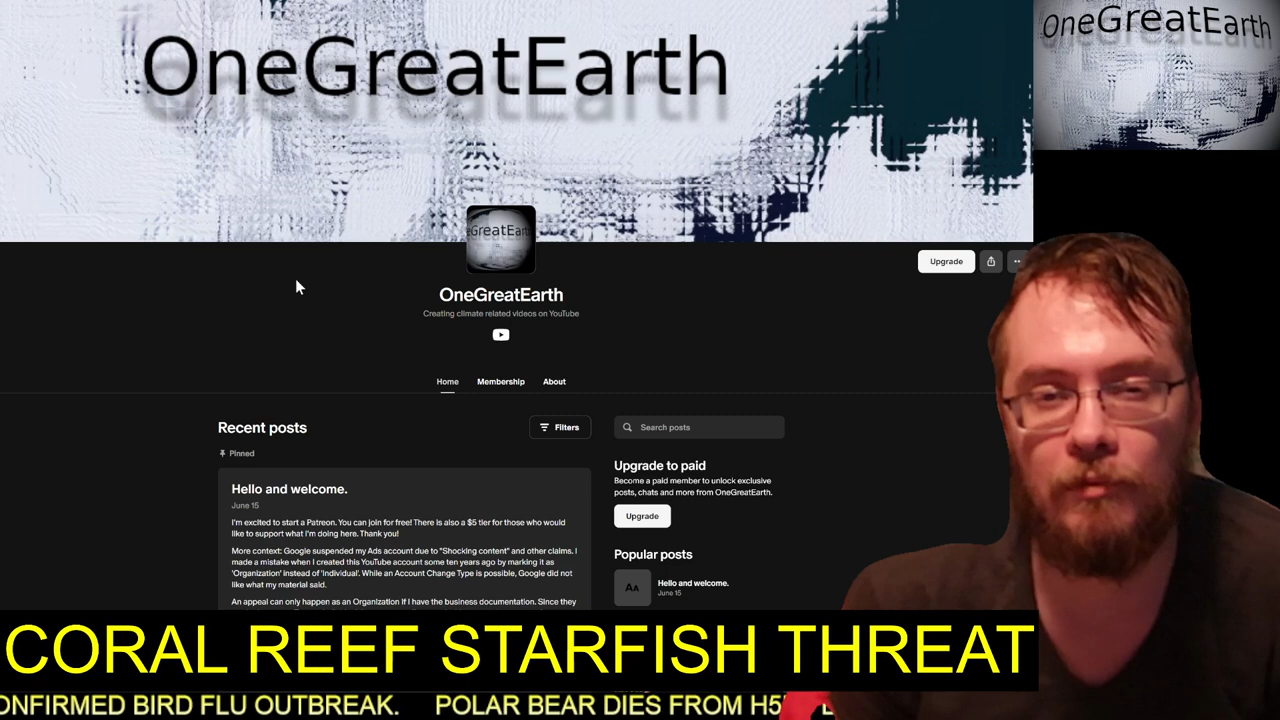 OneGreatEarth
OneGreatEarth
GreatEart
Upgrade
OneGreatEarth
Creating climate related videos on YouTube
Home Membership About
Recent posts
Filters
Search posts
Pinned
Hello and welcome.
June 15
I'm excited to start a Patreon. You can join for free! There is also a $5 tier for those who would
like to support what I'm doing here. Thank you!
More context: Google suspended my Ads account due to "Shocking content" and other claims. I
made a mistake when I created this YouTube account some ten years ago by marking it as
'Organization' instead of 'Individual'. While an Account Change Type is possible, Google did not
like what my material said.
An appeal can only happen as an Organization if I have the business documentation. Since they
Upgrade to paid
Become a paid member to unlock exclusive
posts, chats and more from OneGreatEarth.
Upgrade
Popular posts
AA
Hello and welcome.
June 15
CORAL REEF STARFISH THREAT
ONFIRMED BIRD FLU OUTBREAK. POLAR BEAR DIES FROM H5